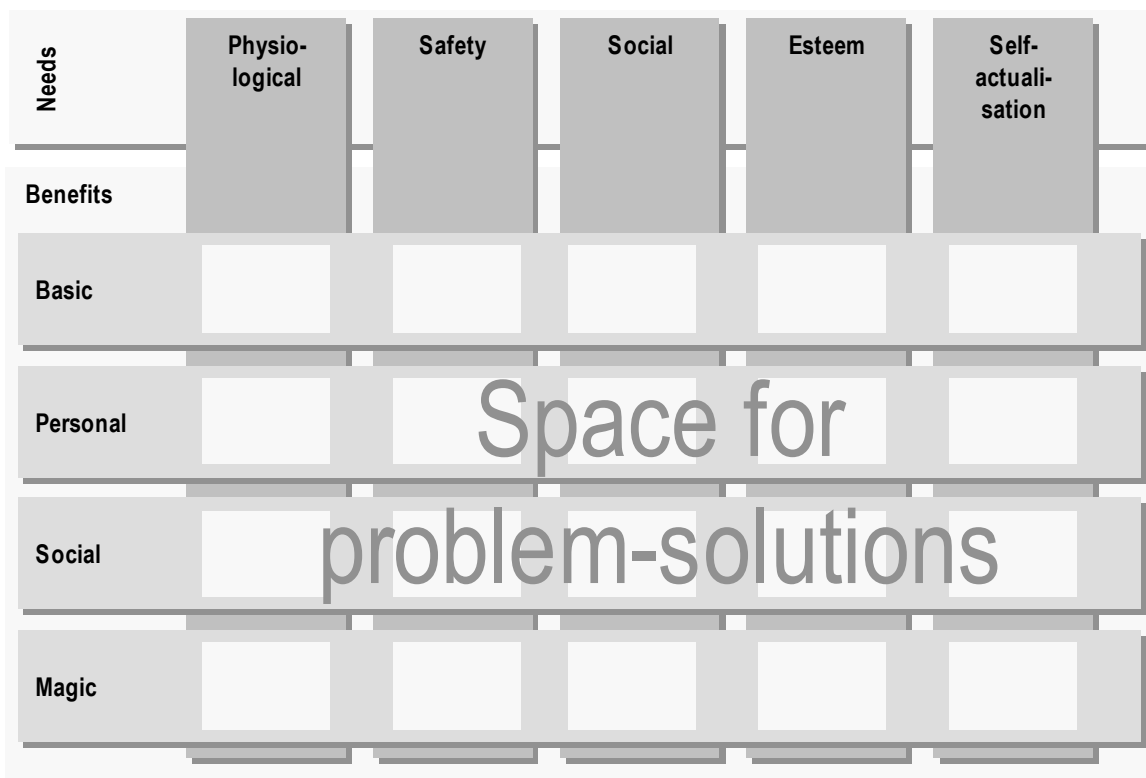 Needs
Physio-
logical
Safety
Social
Esteem
Self-
actuali-
sation
Benefits
Basic
Personal
Space for
Social
problem-solutions
Magic